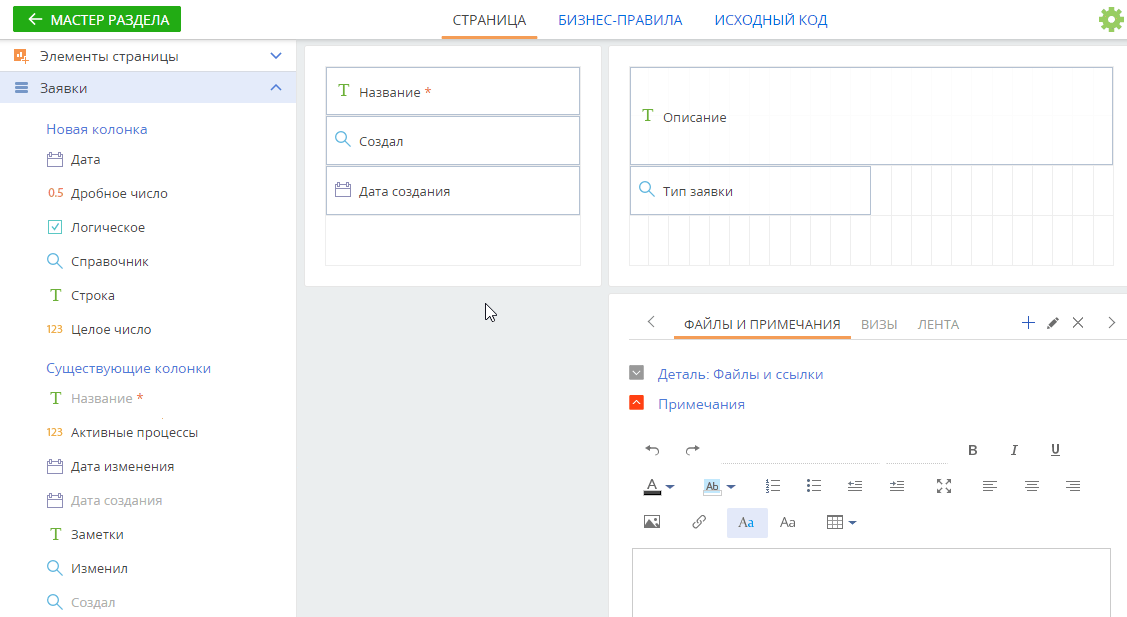 МАСТЕР РАЗДЕЛА
СТРАНИЦА БИЗНЕС-ПРАВИЛА ИСХОДНЫЙ КОД
Элементы страницы
Заявки
Новая колонка
Дата
0.5 Дробное число
Логическое
Справочник
T Строка
123 Целое число
Существующие колонки
T Название *
123 Активные процессы
Дата изменения
Дата создания
T Заметки
Изменил
Создал
T Название *
Создал
Дата создания
T Описание
Тип заявки
ФАЙЛЫ И ПРИМЕЧАНИЯ ВИЗЫ ЛЕНТА
Деталь: Файлы и ссылки
Примечания
B I U
A Ab
Aa Aa